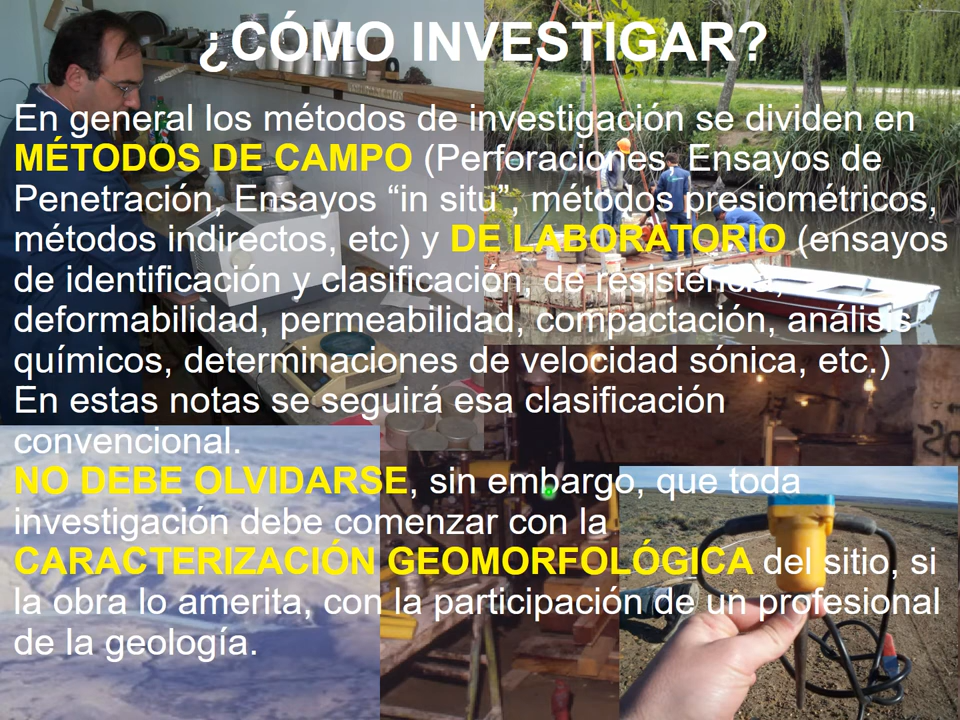 ¿CÓMO INVESTIGAR?
En general los métodos de investigación se dividen en
MÉTODOS DE CAMPO (Perforaciones, Ensayos de
Penetración, Ensayos “in situ”, métodos presiométricos,
métodos indirectos, etc) y DE LABORATORIO (ensayos
de identificación y clasificación, de resistencia,
deformabilidad, permeabilidad, compactación, análisis
químicos, determinaciones de velocidad sónica, etc.)
En estas notas se seguirá esa clasificación
convencional.
NO DEBE OLVIDARSE, sin embargo, que toda
investigación debe comenzar con la
CARACTERIZACIÓN GEOMORFOLÓGICA del sitio, si
la obra lo amerita, con la participación de un profesional
de la geología.